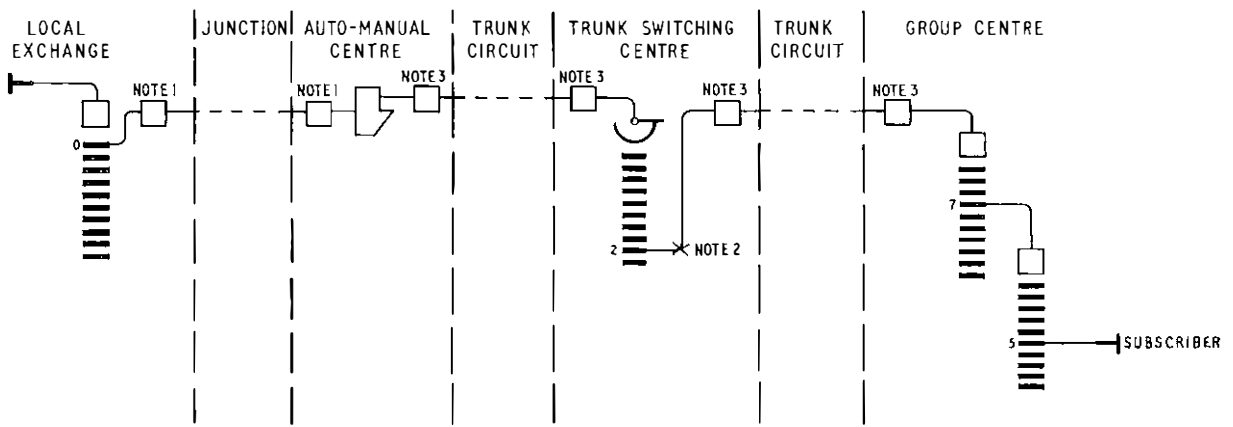 LOCAL
EXCHANGE
JUNCTION
AUTO-MANUAL
CENTRE
TRUNK
CIRCUIT
TRUNK SWITCHING
CENTRE
TRUNK
CIRCUIT
GROUP CENTRE
NOTE 1
NOTE 1
NOTE 3
NOTE 3
NOTE 3
NOTE 3
0
7
2
NOTE 2
5
SUBSCRIBER